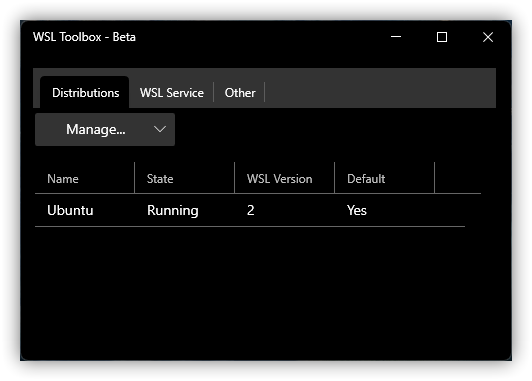 WSL Toolbox - Beta
Distributions WSL Service Other
Manage...
Name State WSL Version Default
Ubuntu Running 2 Yes